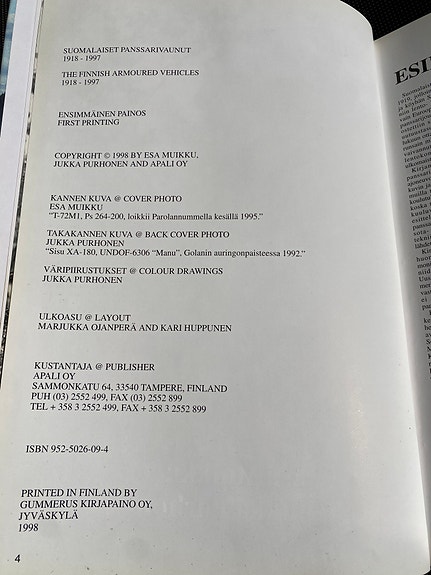 SUOMALAISET PANSSARIVAUNUT
1918 - 1997
THE FINNISH ARMOURED VEHICLES
1918 - 1997
ENSIMMÄINEN PAINOS
FIRST PRINTING
COPYRIGHT © 1998 BY ESA MUIKKU,
JUKKA PURHONEN AND APALI OY
KANNEN KUVA @ COVER PHOTO
ESA MUIKKU
"T-72M1, Ps 264-200, loikkii Parolannummella kesällä 1995."
TAKAKANNEN KUVA @ BACK COVER PHOTO
JUKKA PURHONEN
"Sisu XA-180, UNDOF-6306 “Manu”, Golanin auringonpaisteessa 1992."
VÄRIPIIRUSTUKSET @ COLOUR DRAWINGS
JUKKA PURHONEN
ULKOASU @ LAYOUT
MARJUKKA OJANPERÄ AND KARI HUPPUNEN
KUSTANTAJA @ PUBLISHER
APALI OY
SAMMONKATU 64, 33540 TAMPERE, FINLAND
PUH (03) 2552 499, FAX (03) 2552 899
TEL + 358 3 2552 499, FAX + 358 3 2552 899
ISBN 952-5026-09-4
PRINTED IN FINLAND BY
GUMMERUS KIRJAPAINO OY,
JYVÄSKYLÄ
1998
4